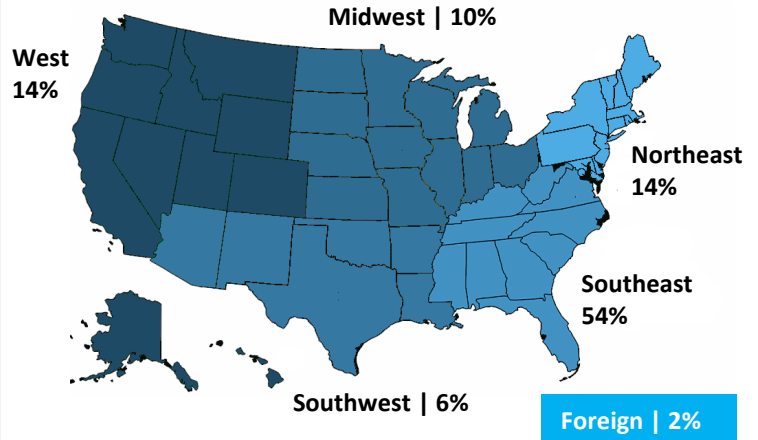 Midwest | 10%
West
14%
Northeast
14%
Southeast
54%
Southwest | 6%
Foreign | 2%